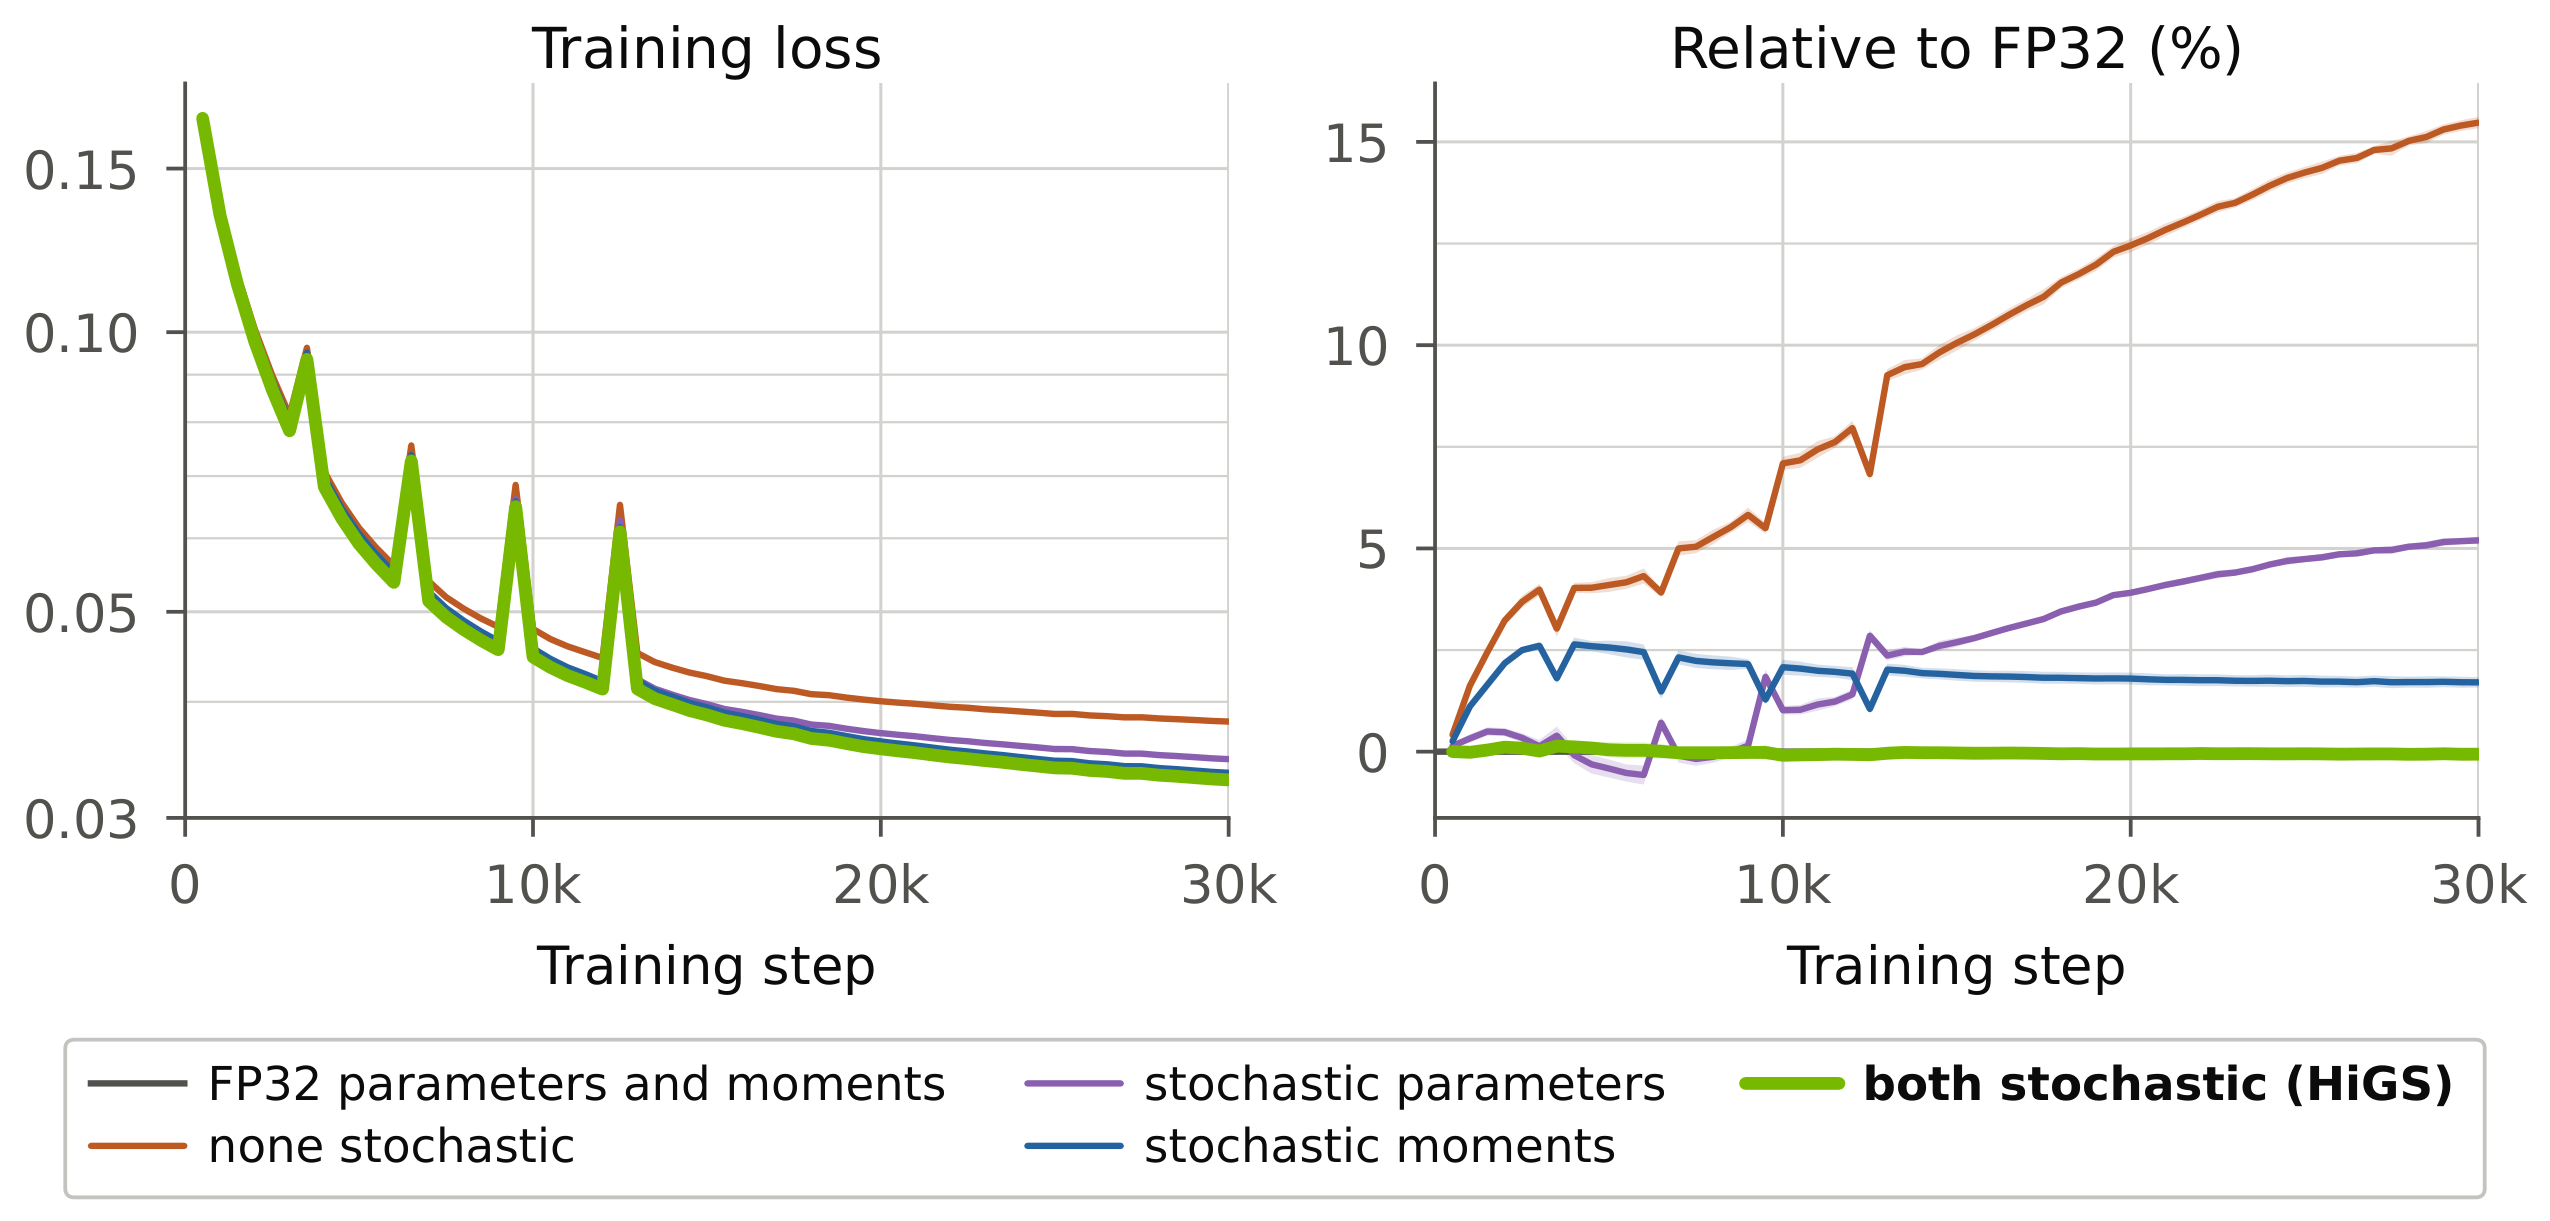 Training loss
0.15
0.10
0.05
0.03
0 10k 20k 30k
Training step
Relative to FP32 (%)
15
10
5
0
0 10k 20k 30k
Training step
FP32 parameters and moments
none stochastic
stochastic parameters
stochastic moments
both stochastic (HiGS)